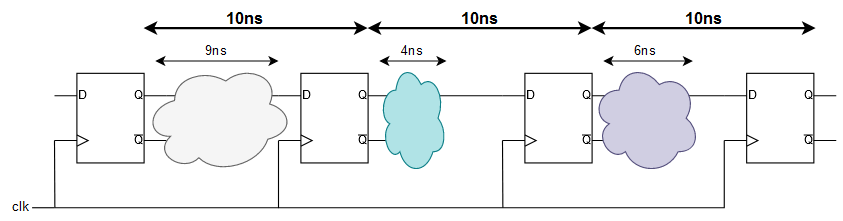 10ns 10ns 10ns
9ns 4ns 6ns
D Q D Q D Q D Q
Q Q Q Q
clk